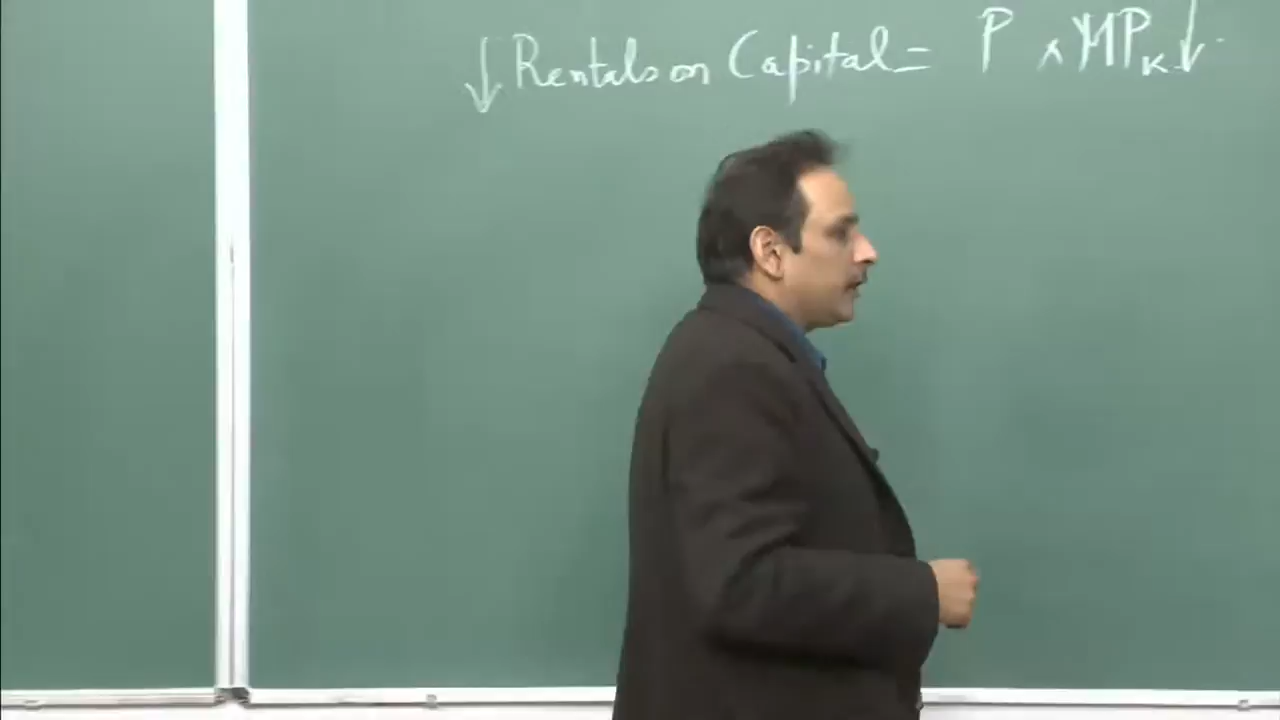 ↓ Rentals on Capital = P × MPK ↓